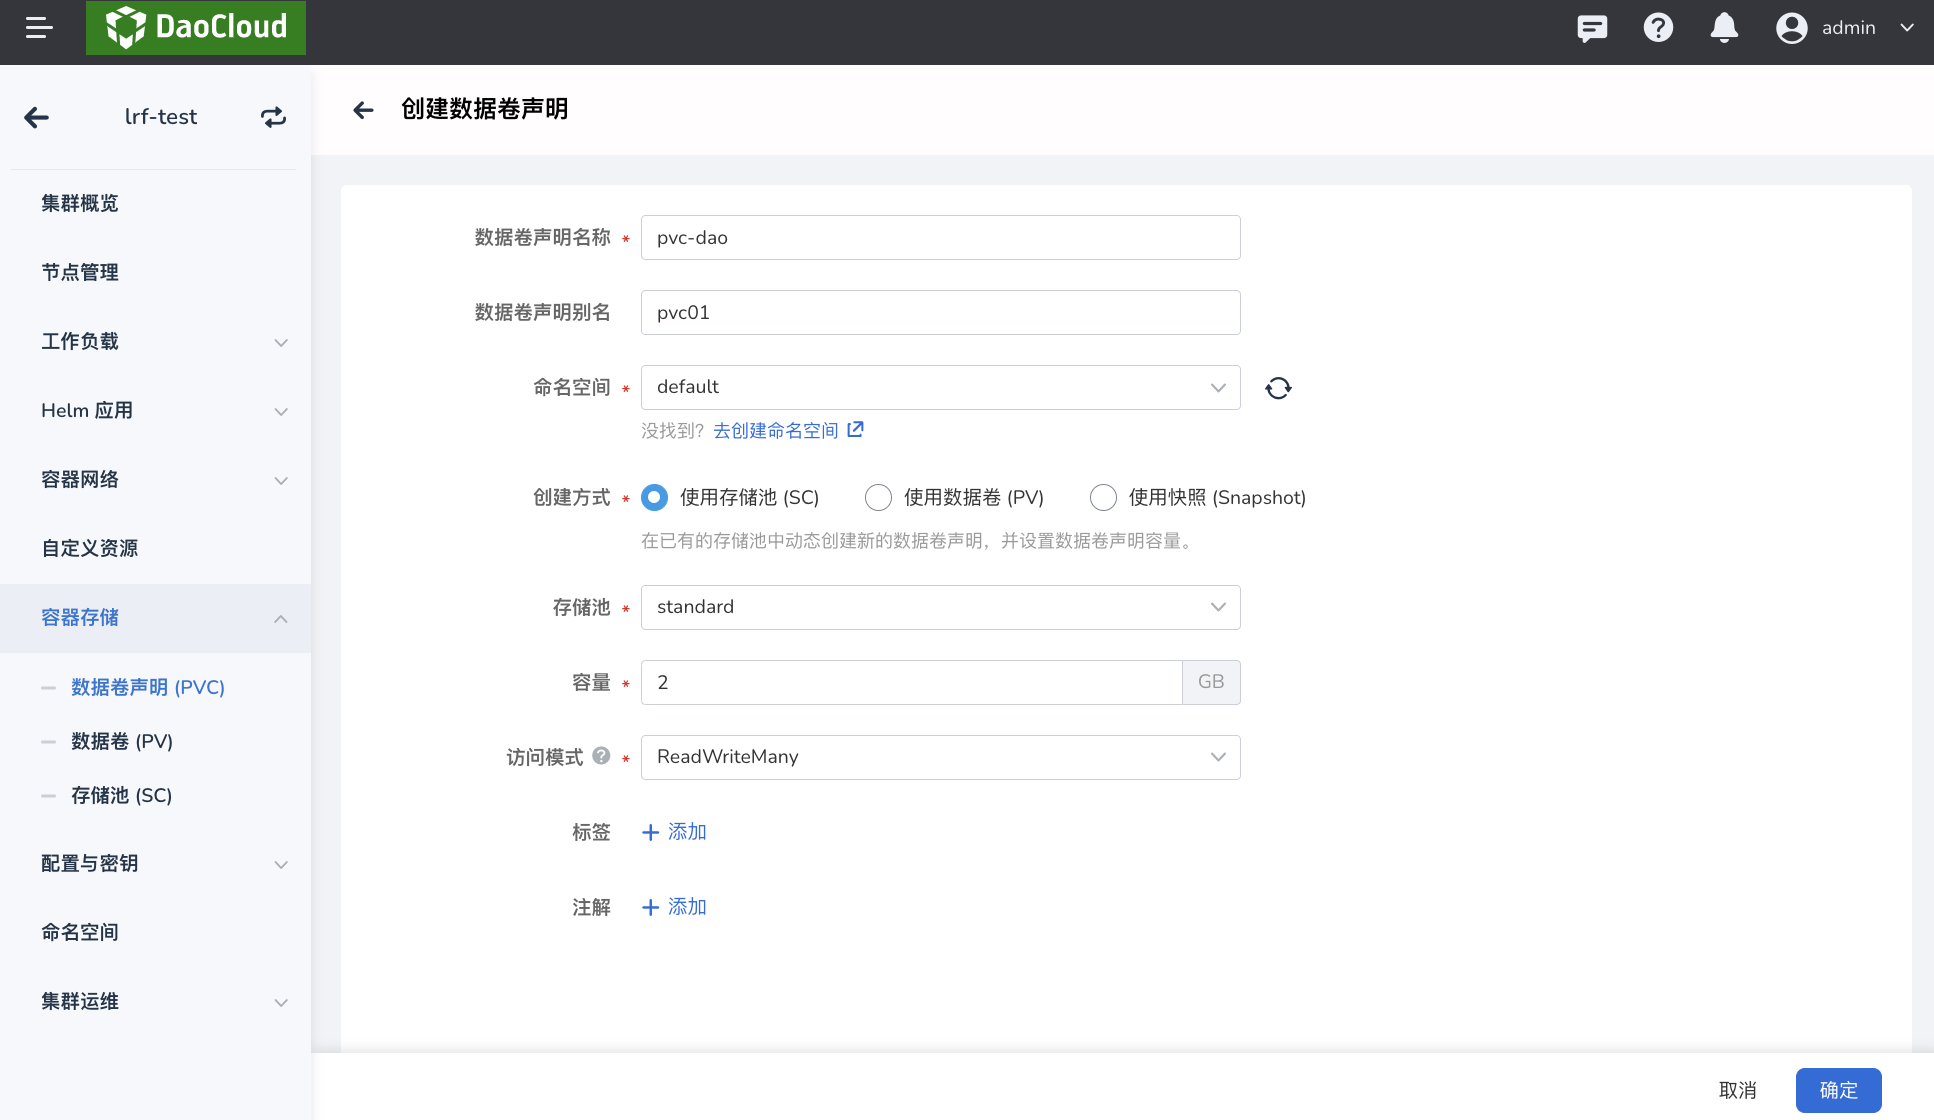 DaoCloud
admin
lrf-test
集群概览
节点管理
工作负载
Helm 应用
容器网络
自定义资源
容器存储
数据卷声明 (PVC)
数据卷 (PV)
存储池 (SC)
配置与密钥
命名空间
集群运维
创建数据卷声明
数据卷声明名称 * pvc-dao
数据卷声明别名 pvc01
命名空间 * default
没找到? 去创建命名空间
创建方式 * 使用存储池 (SC) 使用数据卷 (PV) 使用快照 (Snapshot)
在已有的存储池中动态创建新的数据卷声明，并设置数据卷声明容量。
存储池 * standard
容量 * 2 GB
访问模式 ? * ReadWriteMany
标签 + 添加
注解 + 添加
取消 确定